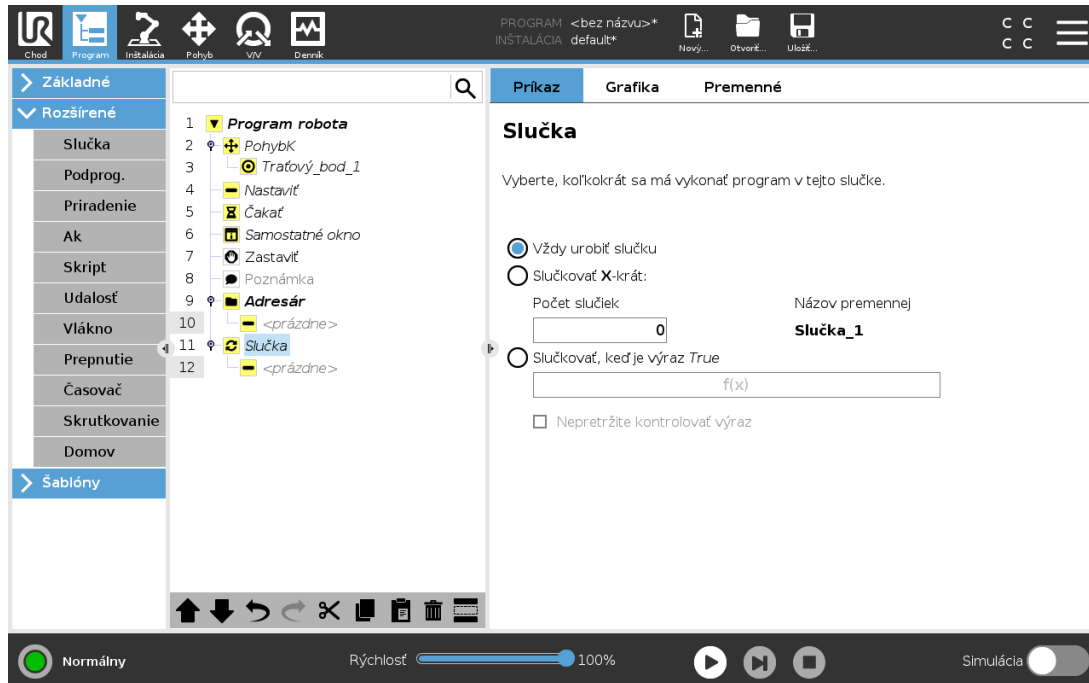 UR
Chod
Program
Inštalácia
Pohyb
V/V
Dennik
PROGRAM <bez názvu>*
INŠTALÁCIA default*
Nový...
Otvoriť...
Uložiť...
C C
C C
Základné
Rozšírené
Slučka
Podprog.
Priradenie
Ak
Skript
Udalosť
Vlákno
Prepnutie
Časovač
Skrutkovanie
Domov
Šablóny
1 Program robota
2 PohybK
3 Traťový_bod_1
4 Nastaviť
5 Čakať
6 Samostatné okno
7 Zastaviť
8 Poznámka
9 Adresár
10 <prázdne>
11 Slučka
12 <prázdne>
Príkaz
Grafika
Premenné
Slučka
Vyberte, koľkokrát sa má vykonať program v tejto slučke.
Vždy urobiť slučku
Slučkovať X-krát:
Počet slučiek
Názov premennej
0
Slučka_1
Slučkovať, keď je výraz True
f(x)
Nepretržite kontrolovať výraz
Normálny
Rýchlosť
100%
Simulácia